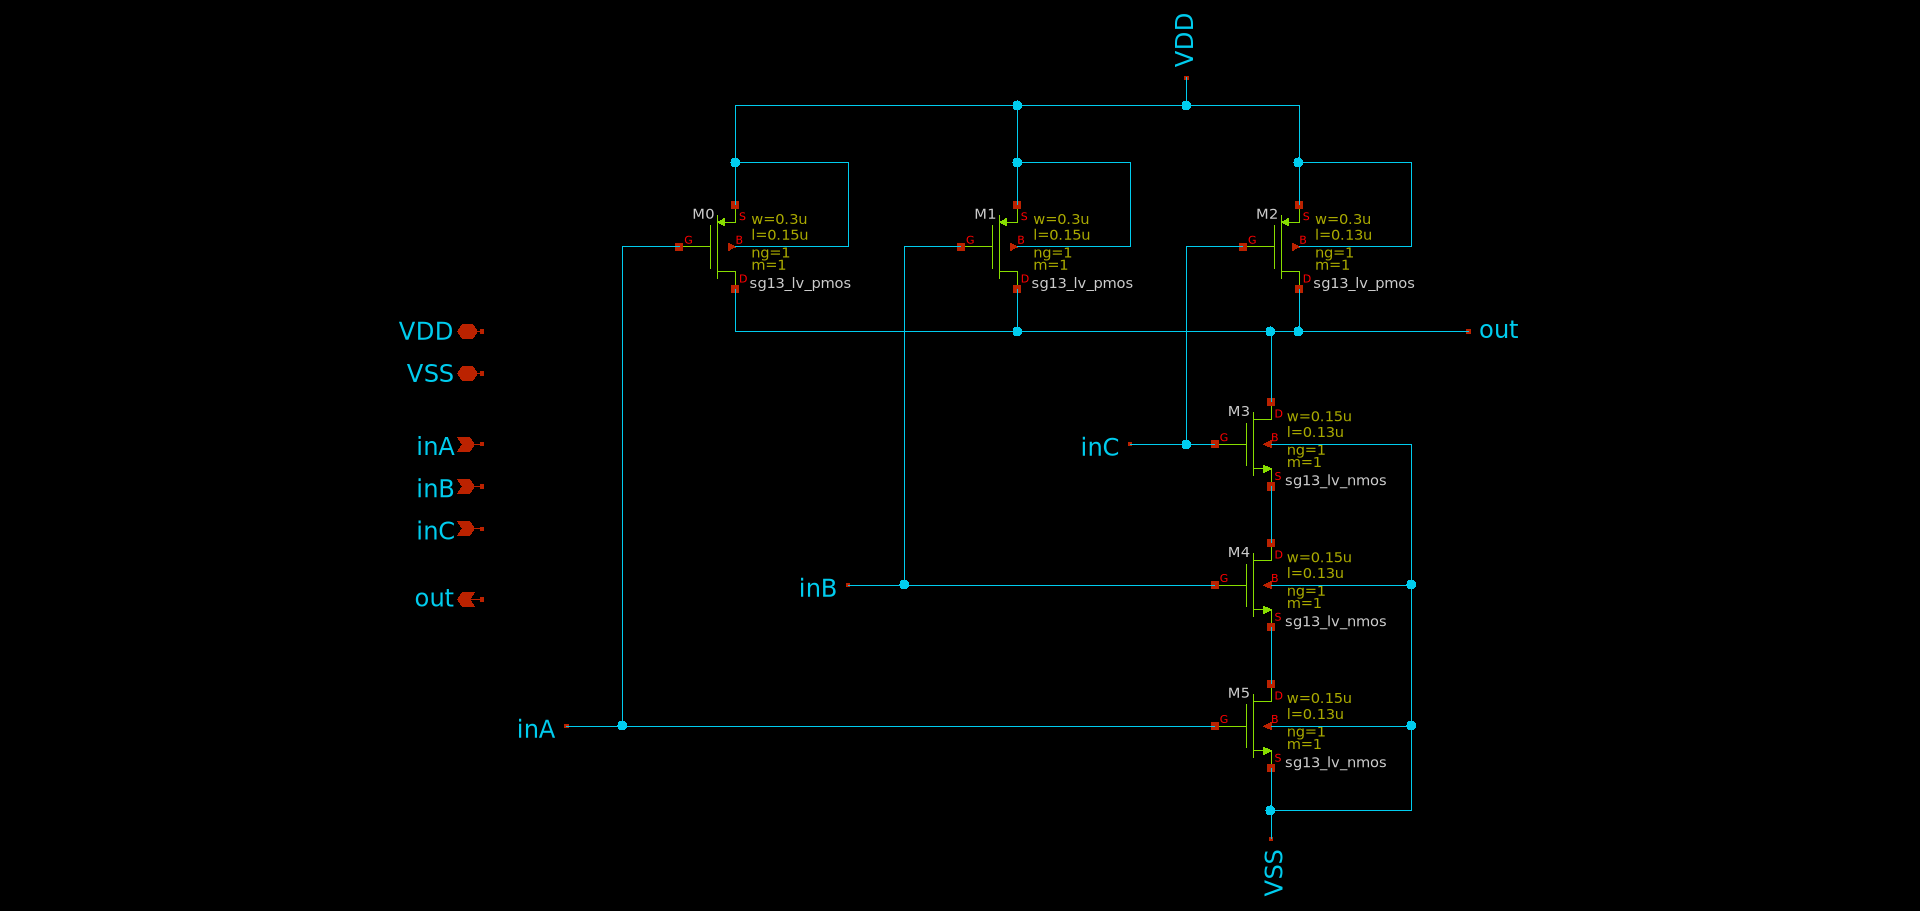 VDD
M0
S
w=0.3u
l=0.15u
G
B
ng=1
m=1
D
sg13_lv_pmos
M1
S
w=0.3u
l=0.15u
G
B
ng=1
m=1
D
sg13_lv_pmos
M2
S
w=0.3u
l=0.13u
G
B
ng=1
m=1
D
sg13_lv_pmos
VDD
VSS
inA
inB
inC
out
out
M3
D
w=0.15u
l=0.13u
inC
G
B
ng=1
m=1
S
sg13_lv_nmos
M4
D
w=0.15u
l=0.13u
inB
G
B
ng=1
m=1
S
sg13_lv_nmos
M5
D
w=0.15u
l=0.13u
inA
G
B
ng=1
m=1
S
sg13_lv_nmos
VSS